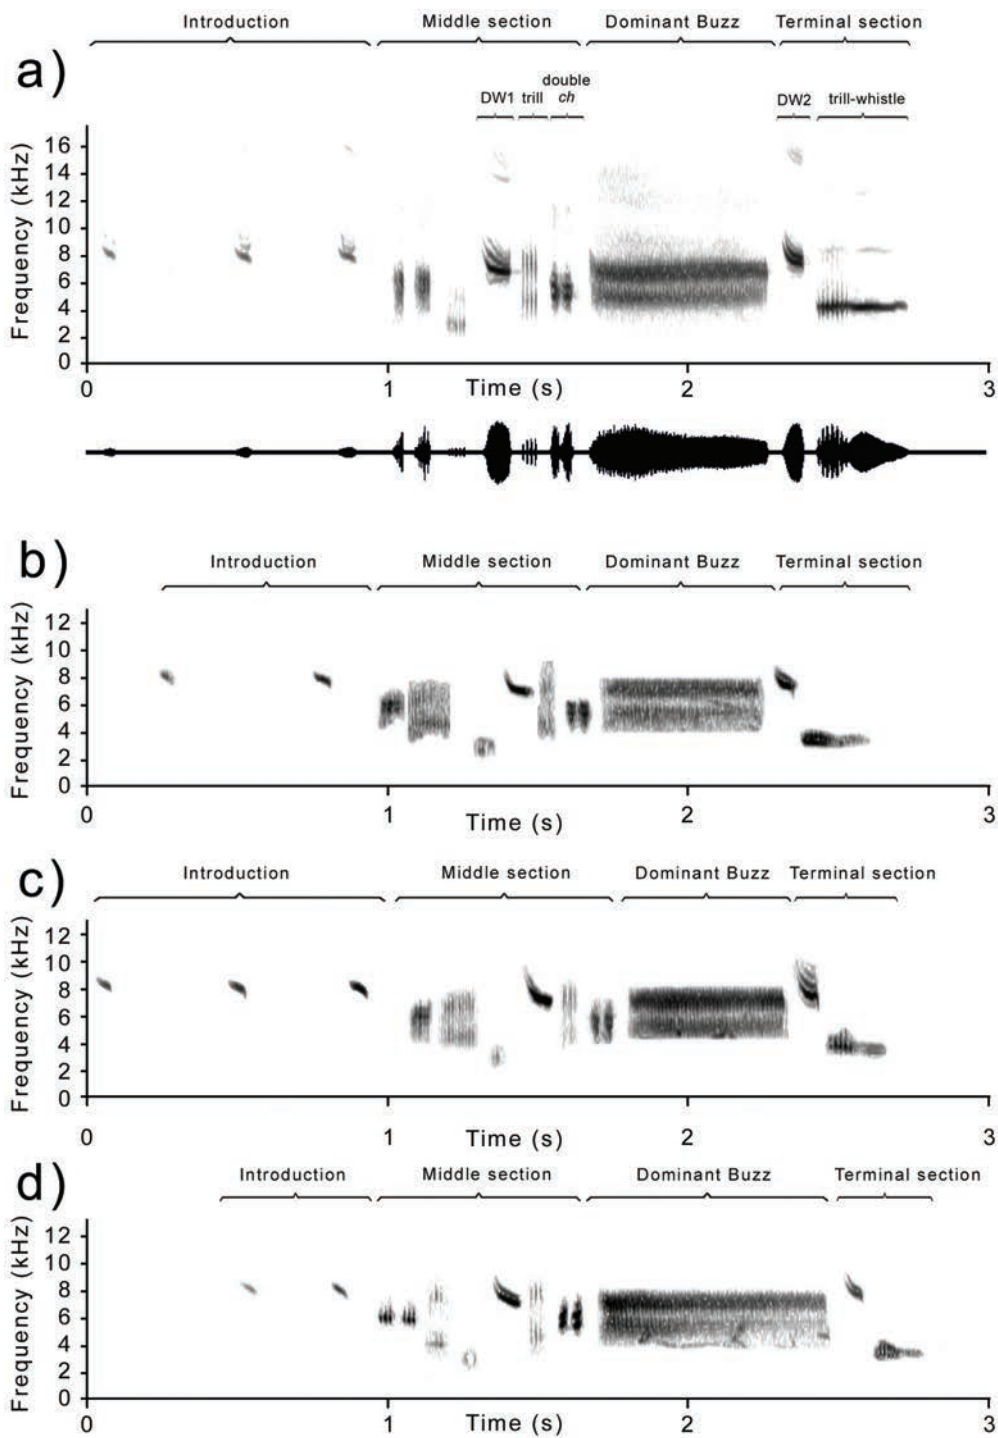 Introduction Middle section Dominant Buzz Terminal section
a)
double
DW1 trill ch DW2 trill-whistle
Frequency (kHz)
16
14
12
10
8
6
4
2
0
0 1 2 3
Time (s)
b)
Introduction Middle section Dominant Buzz Terminal section
Frequency (kHz)
12
10
8
6
4
2
0
0 1 2 3
Time (s)
c)
Introduction Middle section Dominant Buzz Terminal section
Frequency (kHz)
12
10
8
6
4
2
0
0 1 2 3
Time (s)
d)
Introduction Middle section Dominant Buzz Terminal section
Frequency (kHz)
12
10
8
6
4
2
0
0 1 2 3
Time (s)